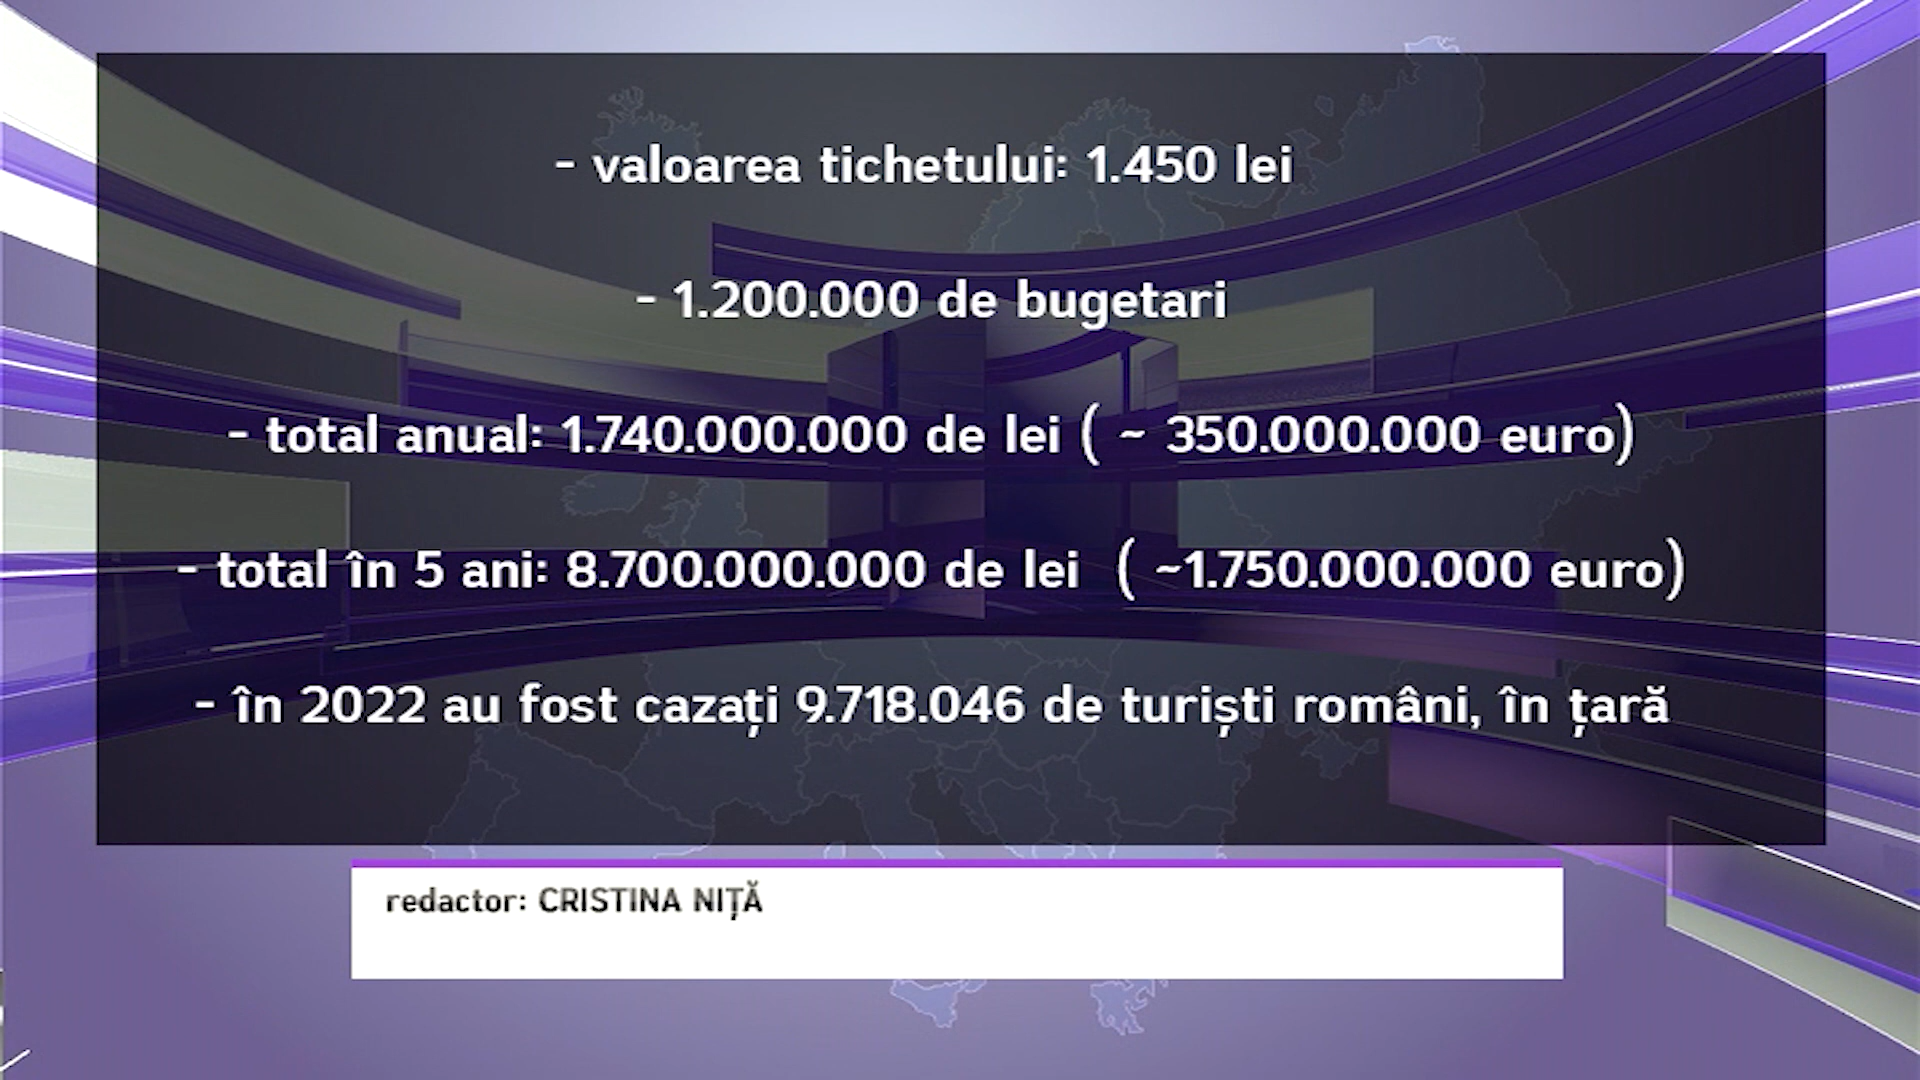 - valoarea tichetului: 1.450 lei
- 1.200.000 de bugetari
- total anual: 1.740.000.000 de lei ( ~ 350.000.000 euro)
- total în 5 ani: 8.700.000.000 de lei ( ~1.750.000.000 euro)
- în 2022 au fost cazați 9.718.046 de turiști români, în țară
redactor: CRISTINA NIȚĂ